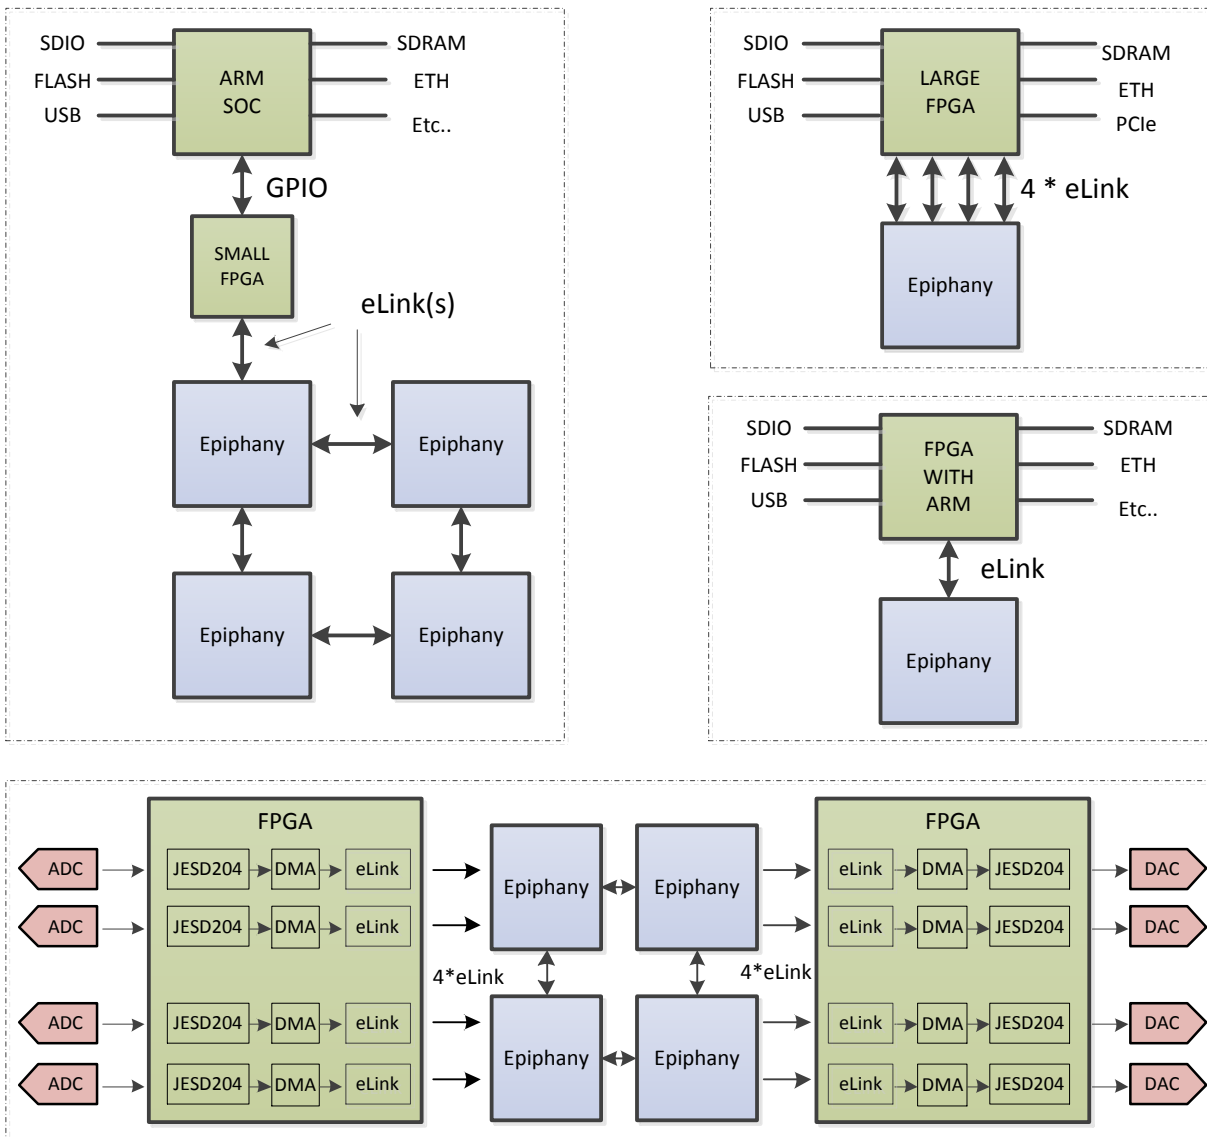 SDIO
FLASH
USB
ARM
SOC
SDRAM
ETH
Etc..
GPIO
SMALL
FPGA
eLink(s)
Epiphany
Epiphany
Epiphany
Epiphany
SDIO
FLASH
USB
LARGE
FPGA
SDRAM
ETH
PCIe
4 * eLink
Epiphany
SDIO
FLASH
USB
FPGA
WITH
ARM
SDRAM
ETH
Etc..
eLink
Epiphany
FPGA
FPGA
ADC JESD204 DMA eLink
ADC JESD204 DMA eLink
ADC JESD204 DMA eLink
ADC JESD204 DMA eLink
Epiphany Epiphany
4*eLink 4*eLink
Epiphany Epiphany
eLink DMA JESD204 DAC
eLink DMA JESD204 DAC
eLink DMA JESD204 DAC
eLink DMA JESD204 DAC